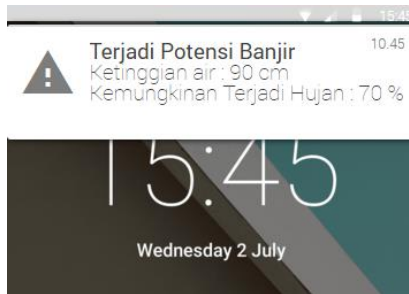 15:45
Terjadi Potensi Banjir
10.45
Ketinggian air : 90 cm
Kemungkinan Terjadi Hujan : 70 %
15:45
Wednesday 2 July